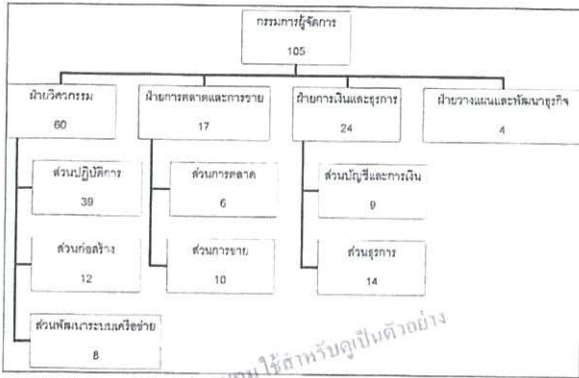 กรรมการผู้จัดการ
105
ฝ่ายวิศวกรรม
60
ฝ่ายการตลาดและการขาย
17
ฝ่ายการเงินและธุรการ
24
ฝ่ายวางแผนและพัฒนาธุรกิจ
4
ส่วนปฏิบัติการ
39
ส่วนการตลาด
6
ส่วนบัญชีและการเงิน
9
ส่วนก่อสร้าง
12
ส่วนการขาย
10
ส่วนธุรการ
14
ส่วนพัฒนาระบบเครือข่าย
8
ใช้สำหรับดูเป็นตัวอย่าง